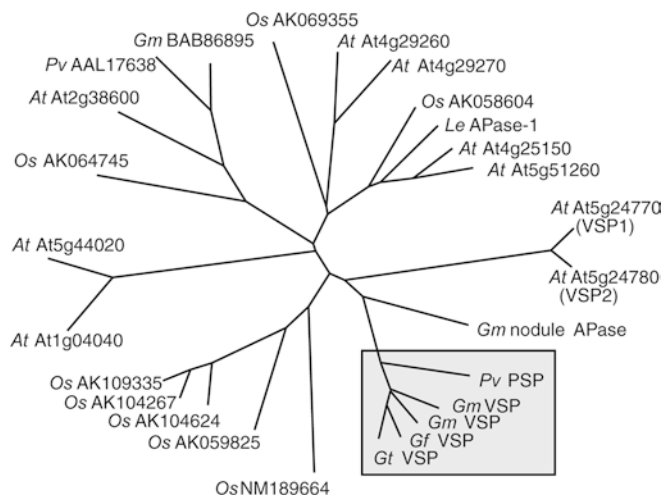 Os AK069355
Gm BAB86895
At At4g29260
Pv AAL17638
At At4g29270
At At2g38600
Os AK058604
Le APase-1
Os AK064745
At At4g25150
At At5g51260
At At5g24770
(VSP1)
At At5g44020
At At5g24780
(VSP2)
Gm nodule APase
At At1g04040
Os AK109335
Pv PSP
Os AK104267
Gm VSP
Os AK104624
Gm VSP
Os AK059825
Gf VSP
Gt VSP
OsNM189664